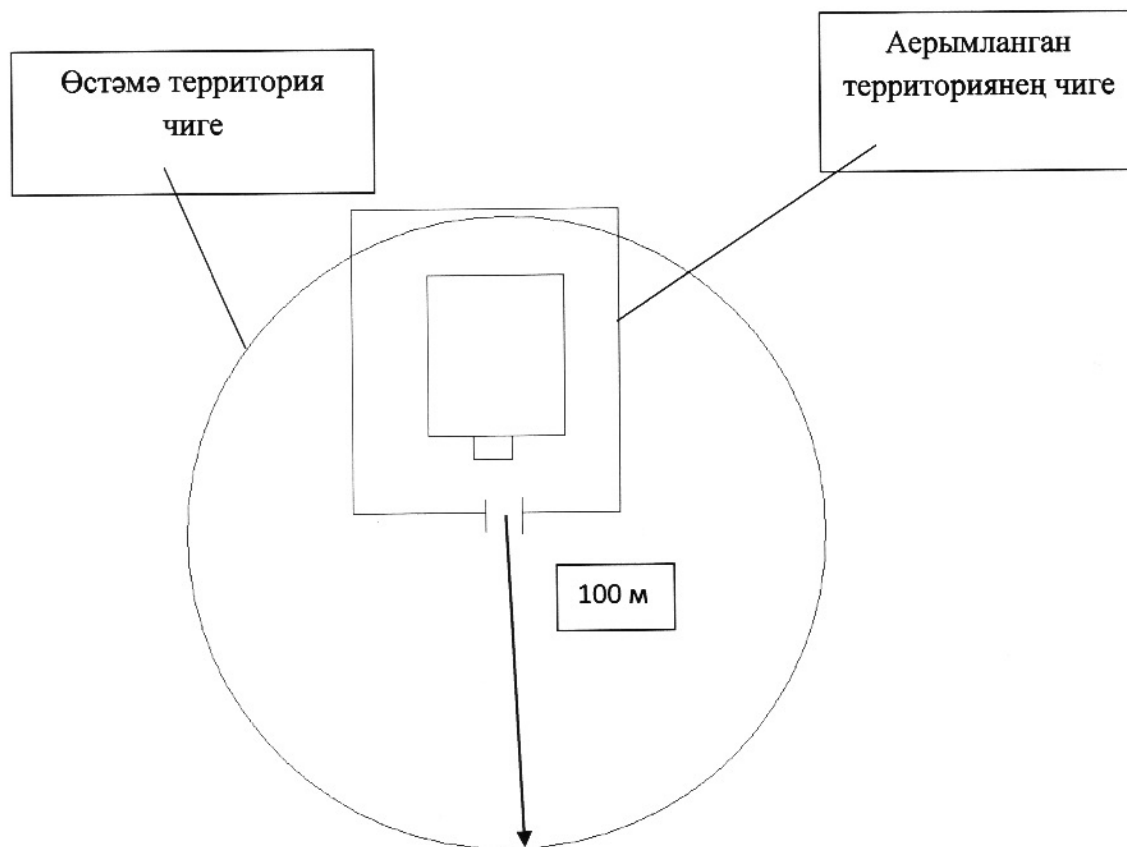 Өстәмә территория
чиге
Аерымланган
территориянең чиге
100 м